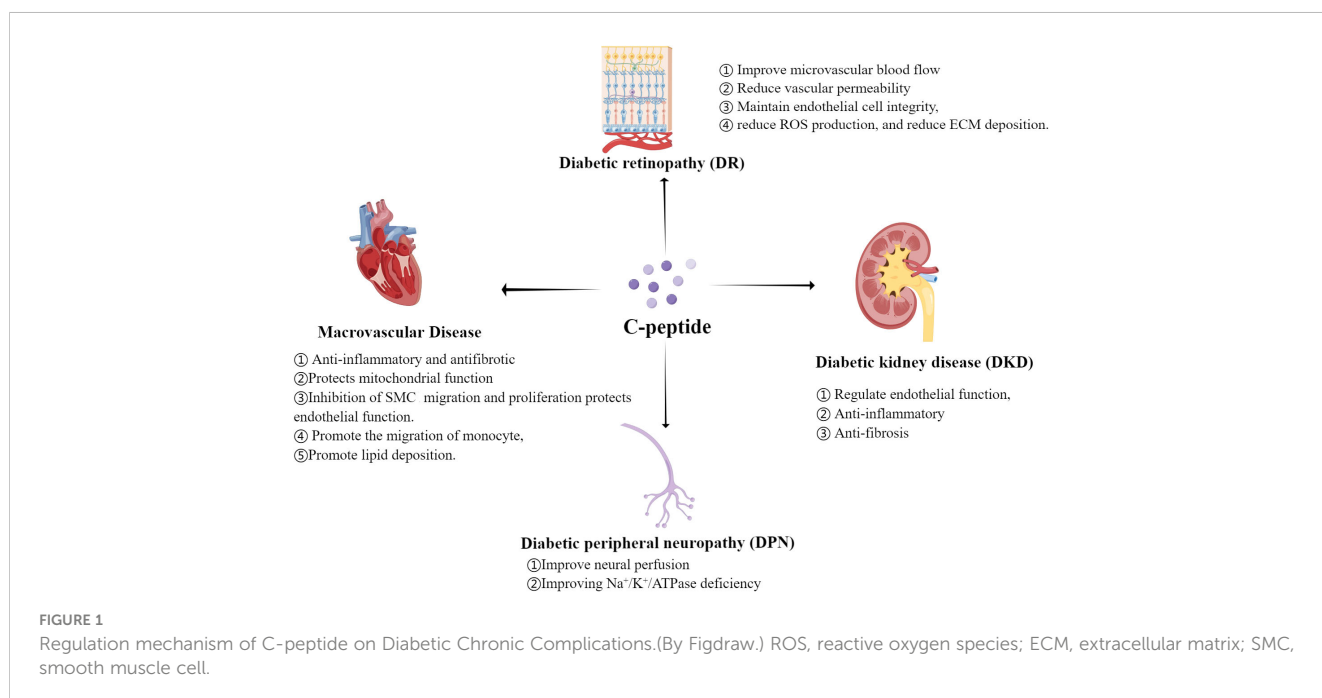 ① Improve microvascular blood flow
② Reduce vascular permeability
③ Maintain endothelial cell integrity,
④ reduce ROS production, and reduce ECM deposition.
Diabetic retinopathy (DR)
C-peptide
Macrovascular Disease
① Anti-inflammatory and antifibrotic
②Protects mitochondrial function
③Inhibition of SMC migration and proliferation protects
endothelial function.
④ Promote the migration of monocyte,
⑤Promote lipid deposition.
Diabetic kidney disease (DKD)
① Regulate endothelial function,
② Anti-inflammatory
③ Anti-fibrosis
Diabetic peripheral neuropathy (DPN)
①Improve neural perfusion
②Improving Na⁺/K⁺/ATPase deficiency
FIGURE 1
Regulation mechanism of C-peptide on Diabetic Chronic Complications.(By Figdraw.) ROS, reactive oxygen species; ECM, extracellular matrix; SMC,
smooth muscle cell.